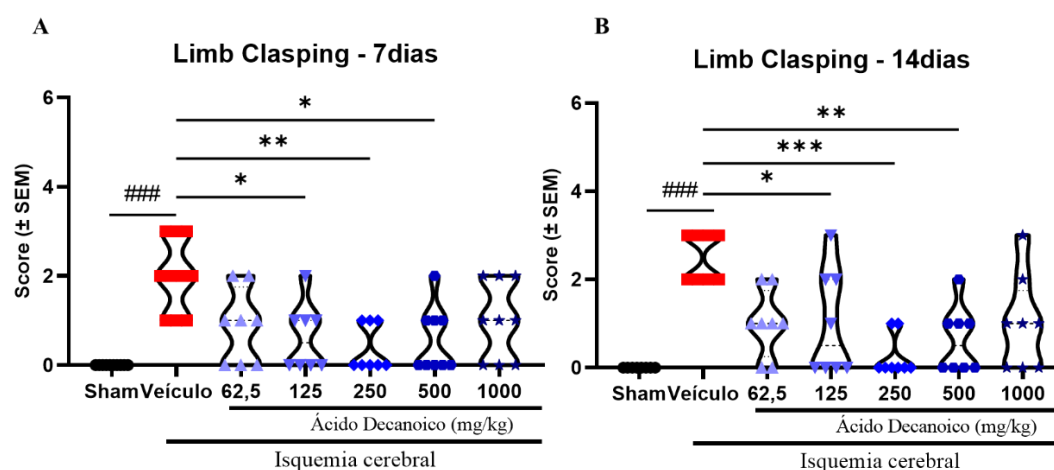 A
Limb Clasping - 7dias
Score (± SEM)
6
4
2
0
*
**
*
###
Sham Veículo 62,5 125 250 500 1000
Ácido Decanoico (mg/kg)
Isquemia cerebral
B
Limb Clasping - 14dias
Score (± SEM)
6
4
2
0
**
***
*
###
Sham Veículo 62,5 125 250 500 1000
Ácido Decanoico (mg/kg)
Isquemia cerebral